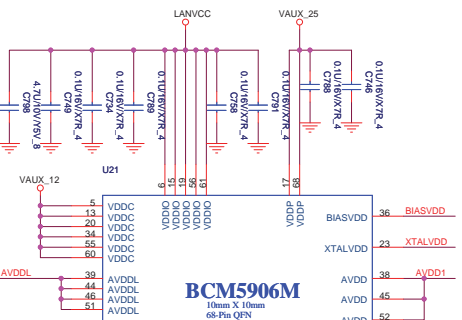 LANVCC
VAUX_25
4.7U/10V/Y5V_8
C798
0.1U/16V/X7R_4
C749
0.1U/16V/X7R_4
C734
0.1U/16V/X7R_4
C769
0.1U/16V/X7R_4
C758
0.1U/16V/X7R_4
C791
0.1U/16V/X7R_4
C788
0.1U/16V/X7R_4
C746
U21
VAUX_12
6
15
19
56
61
17
68
VDDIO
VDDIO
VDDIO
VDDIO
VDDIO
VDDP
VDDP
5 VDDC
13 VDDC
20 VDDC
34 VDDC
55 VDDC
60 VDDC
BIASVDD 36 BIASVDD
XTALVDD 23 XTALVDD
AVDDL
39 AVDDL
44 AVDDL
46 AVDDL
51 AVDDL
AVDD 38 AVDD1
AVDD 45
AVDD 52
BCM5906M
10mm X 10mm
68-Pin QFN